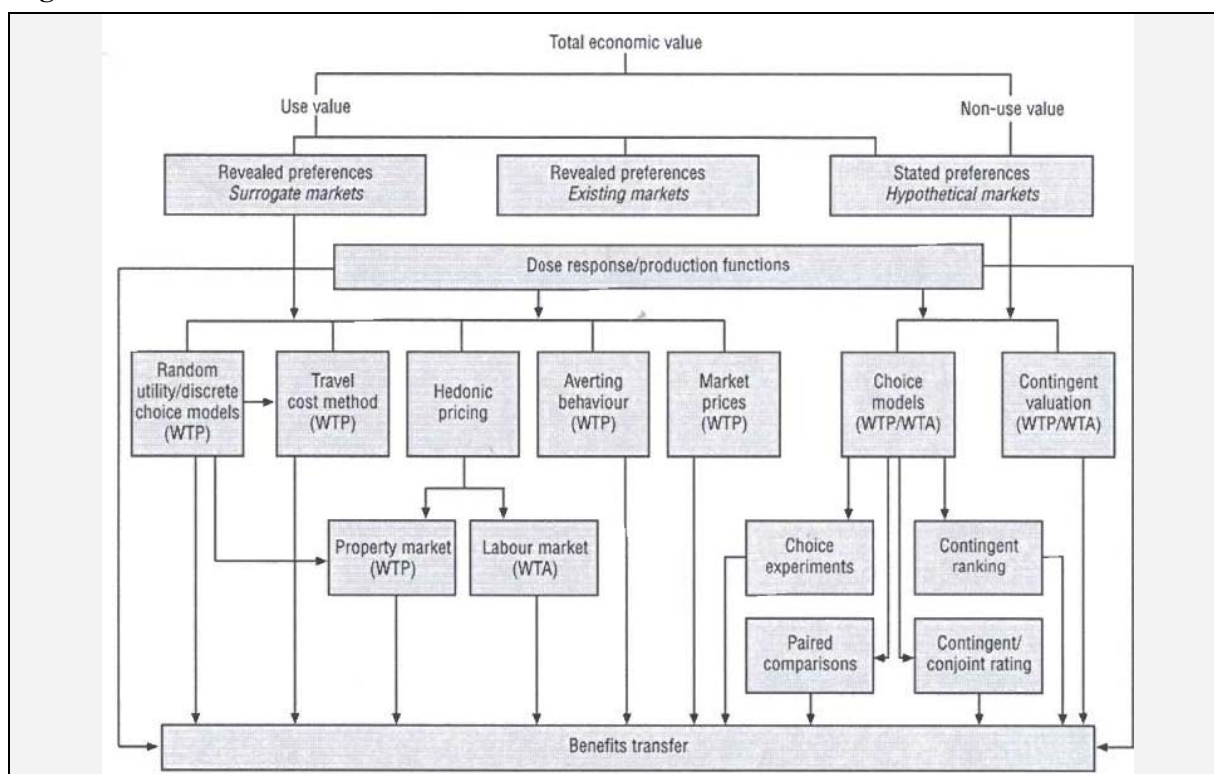 Total economic value
Use value
Non-use value
Revealed preferences
Surrogate markets
Revealed preferences
Existing markets
Stated preferences
Hypothetical markets
Dose response/production functions
Random
utility/discrete
choice models
(WTP)
Travel
cost method
(WTP)
Hedonic
pricing
Averting
behaviour
(WTP)
Market
prices
(WTP)
Choice
models
(WTP/WTA)
Contingent
valuation
(WTP/WTA)
Property market
(WTP)
Labour market
(WTA)
Choice
experiments
Contingent
ranking
Paired
comparisons
Contingent/
conjoint rating
Benefits transfer